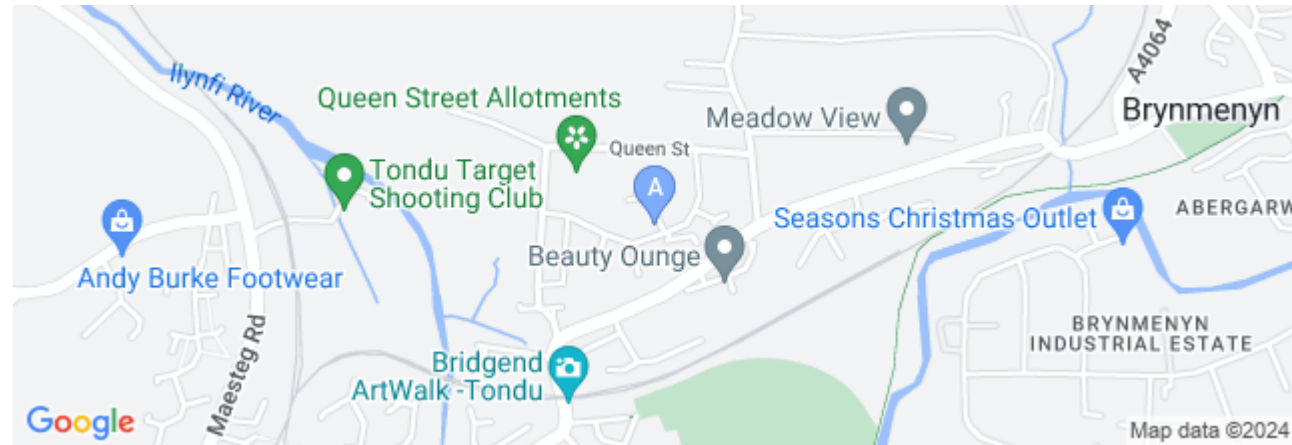 A4064
Ilynfi River
Queen Street Allotments
Meadow View
Brynmenyn
Queen St
Tondu Target
Shooting Club
A
Seasons Christmas Outlet
ABERGARW
Andy Burke Footwear
Beauty Ounge
Maesteg Rd
BRYNMENYN
INDUSTRIAL ESTATE
Bridgend
ArtWalk -Tondu
Google
Map data ©2024